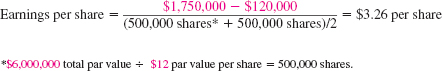 Earnings per share = $1,750,000 − $120,000 / (500,000 shares* + 500,000 shares)/2 = $3.26 per share
*$6,000,000 total par value ÷ $12 par value per share = 500,000 shares.